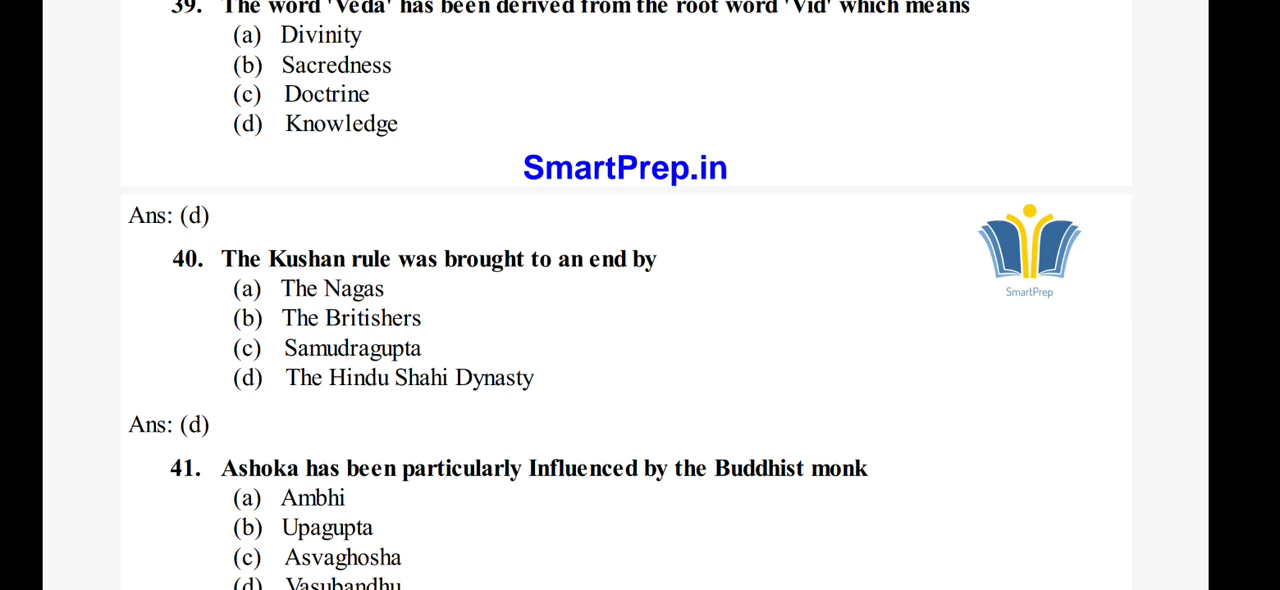 39. The word 'Veda' has been derived from the root word 'Vid' which means
(a) Divinity
(b) Sacredness
(c) Doctrine
(d) Knowledge
SmartPrep.in
Ans: (d)
SmartPrep
40. The Kushan rule was brought to an end by
(a) The Nagas
(b) The Britishers
(c) Samudragupta
(d) The Hindu Shahi Dynasty
Ans: (d)
41. Ashoka has been particularly Influenced by the Buddhist monk
(a) Ambhi
(b) Upagupta
(c) Asvaghosha
(d) Vasubandhu